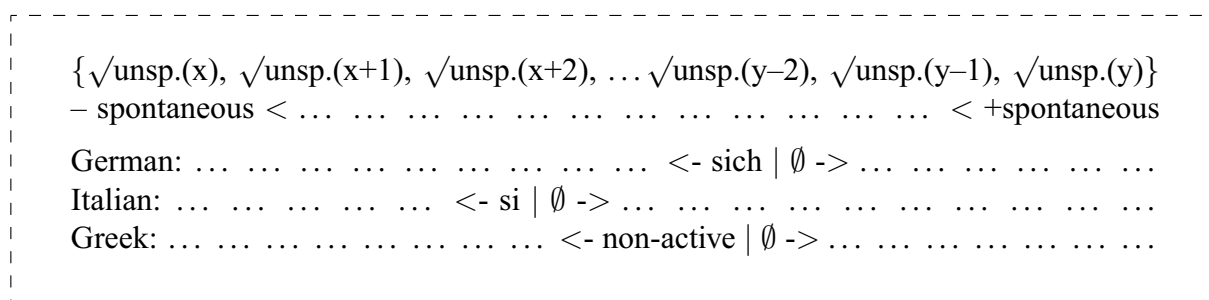 {√unsp.(x), √unsp.(x+1), √unsp.(x+2), …√unsp.(y–2), √unsp.(y–1), √unsp.(y)}
– spontaneous < … … … … … … … … … … … … < +spontaneous
German: … … … … … … … … … <- sich | ∅ -> … … … … … …
Italian: … … … … … <- si | ∅ -> … … … … … … … … … … …
Greek: … … … … … … … … <- non-active | ∅ -> … … … … … … …